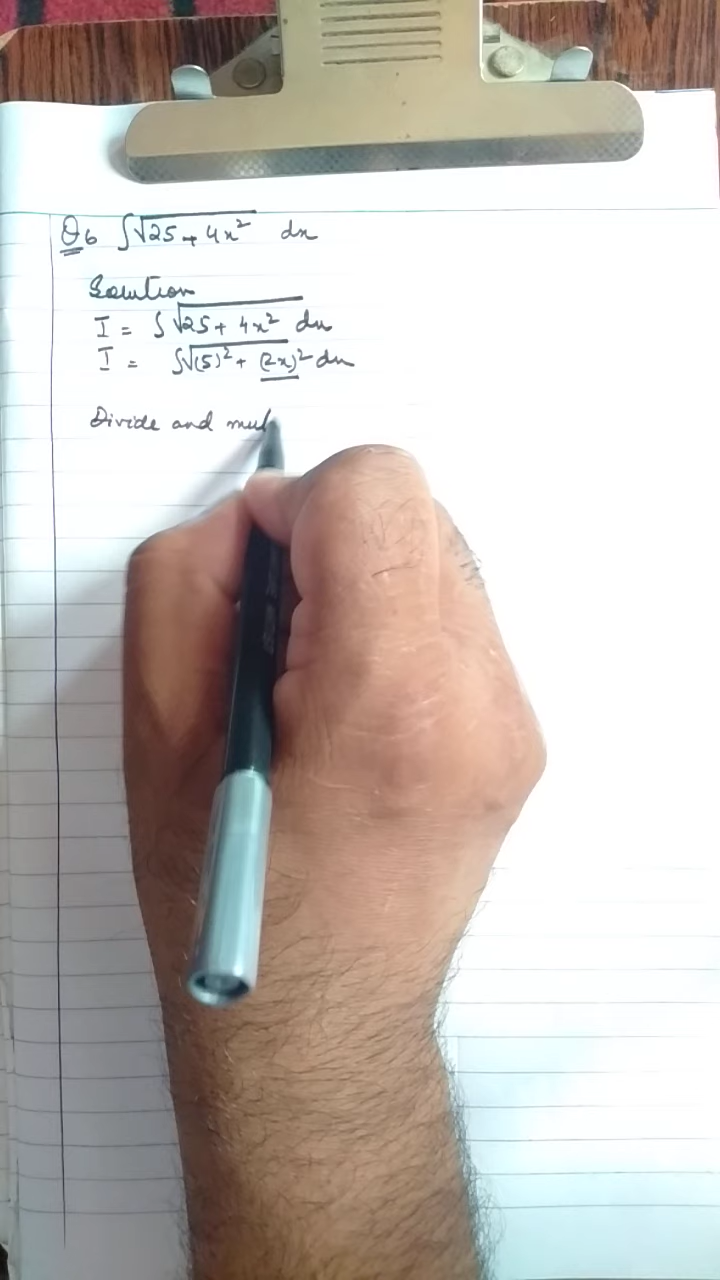 Q6 ∫√25+4x² dx
Solution
I = ∫√25+4x² dx
I = ∫√(5)²+(2x)² dx
Divide and mul